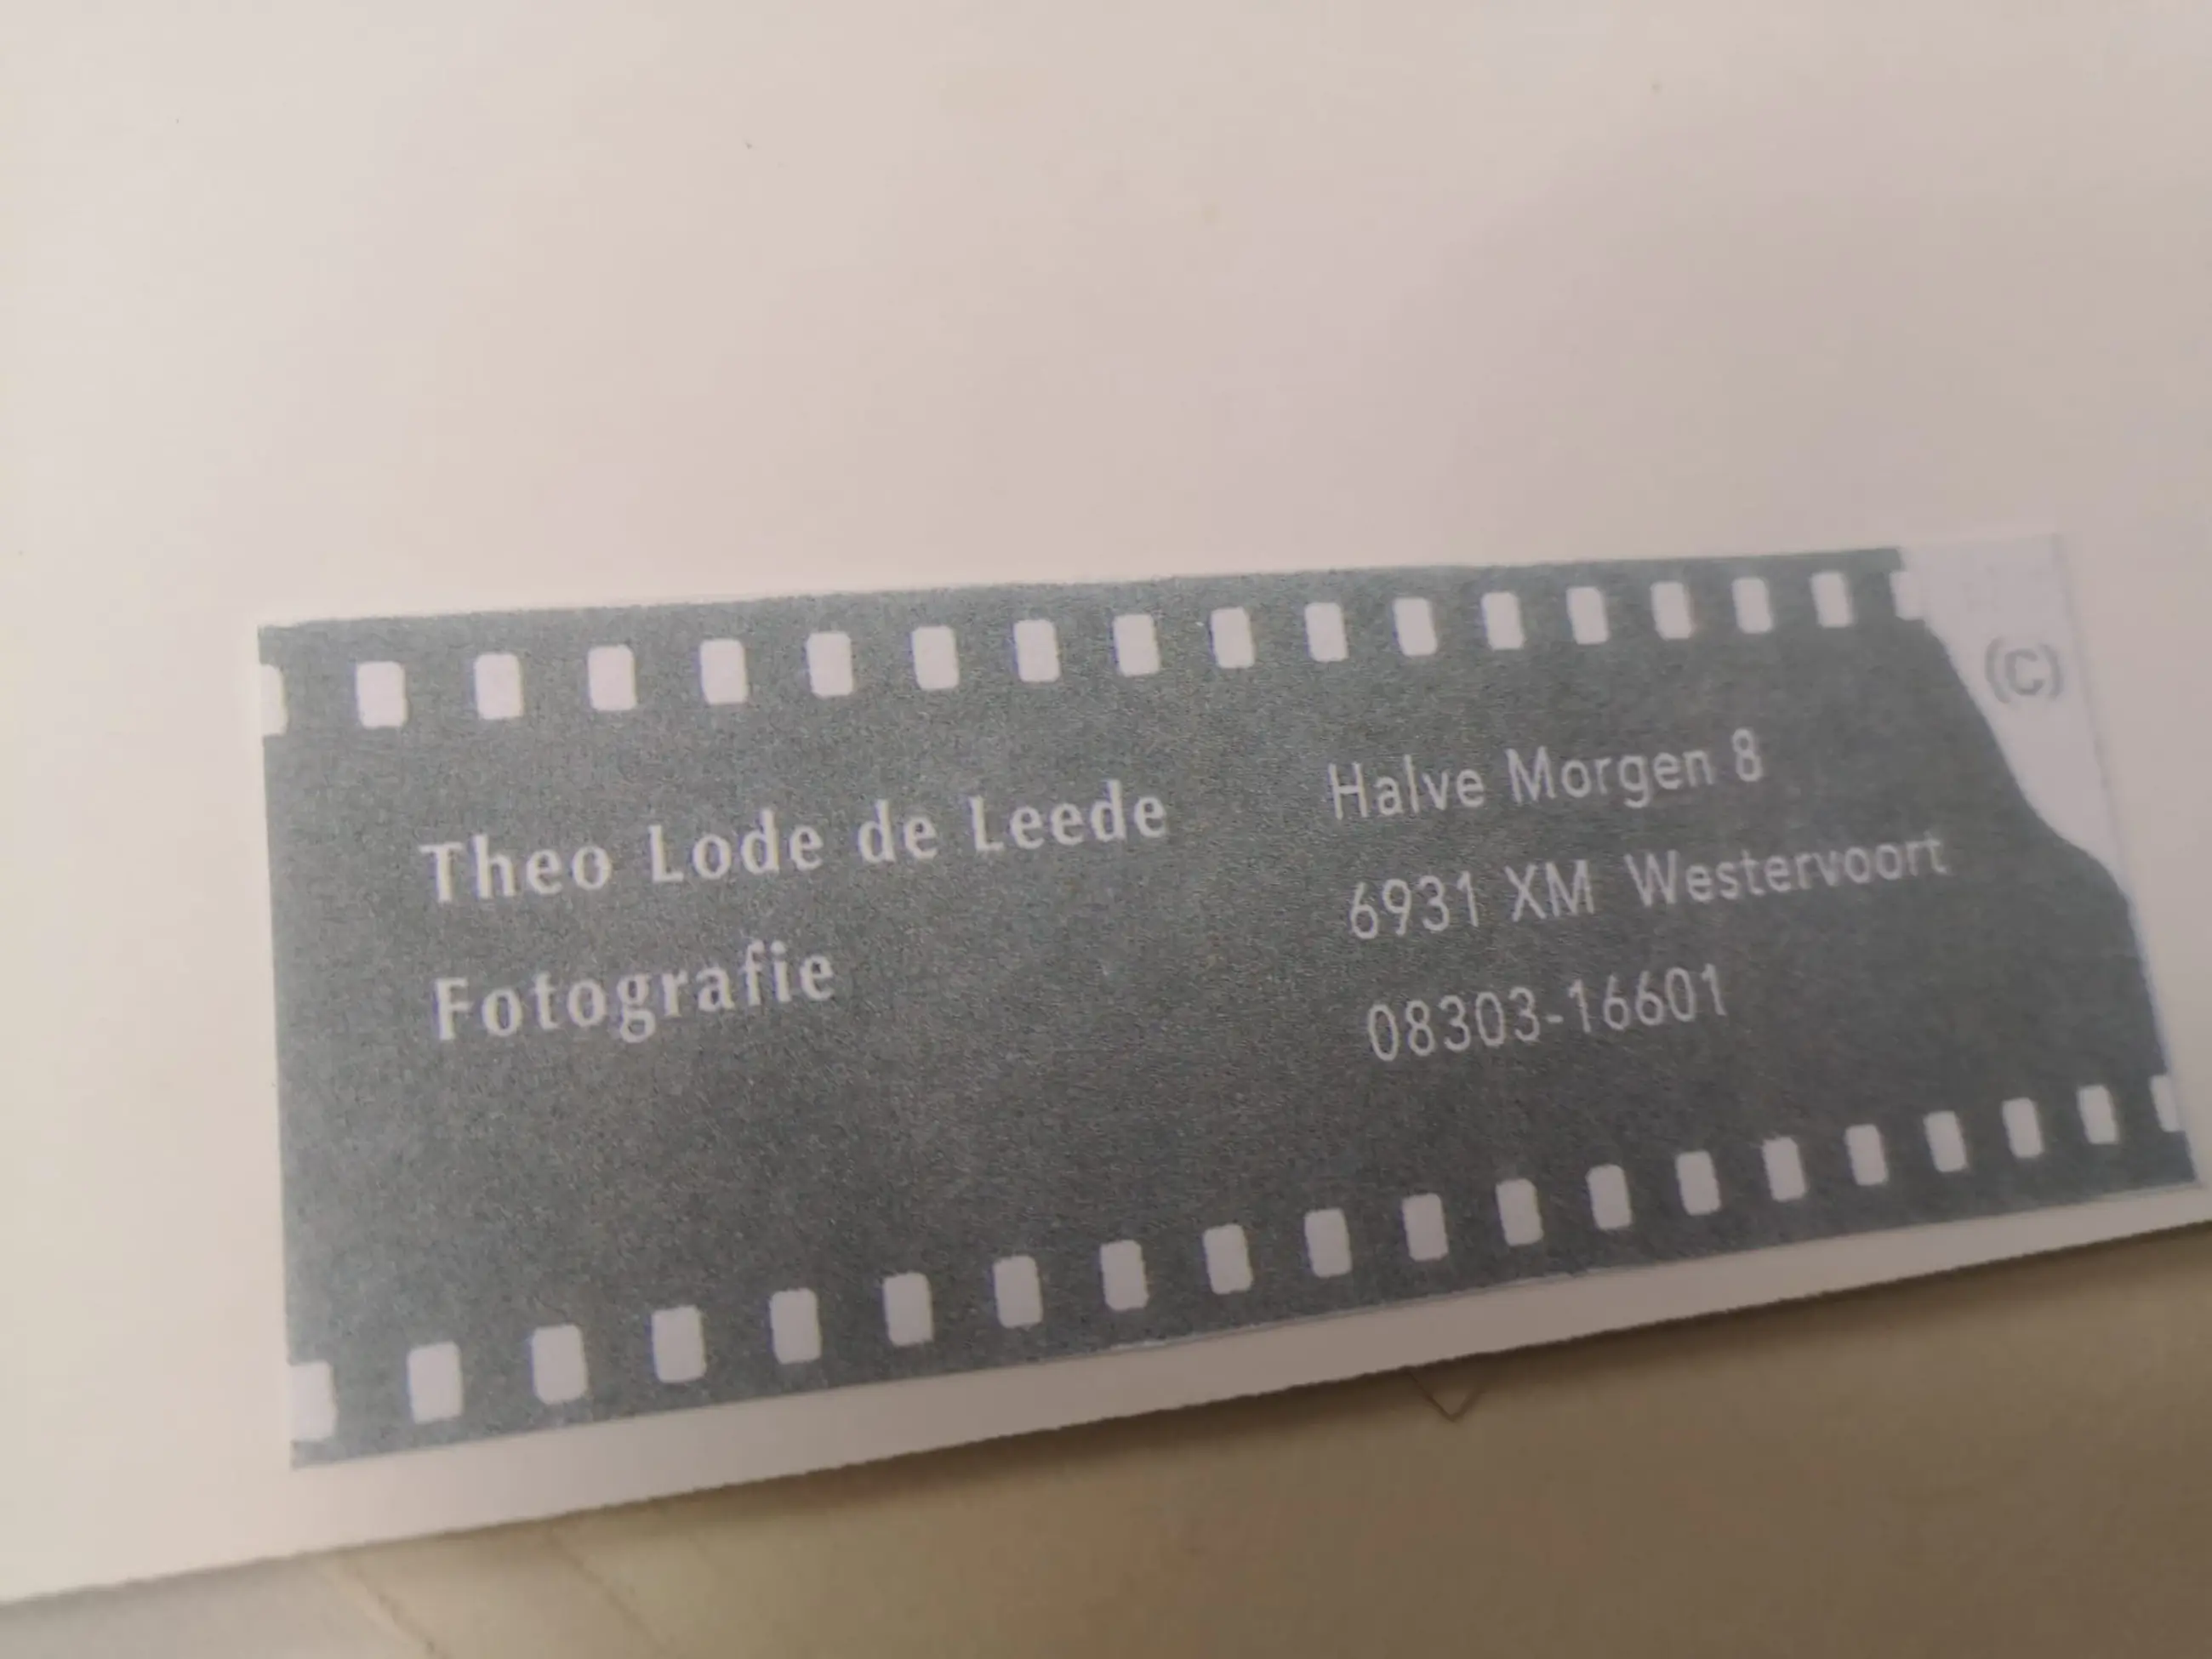 Theo Lode de Leede
Fotografie
Halve Morgen 8
6931 XM Westervoort
08303-16601
(C)